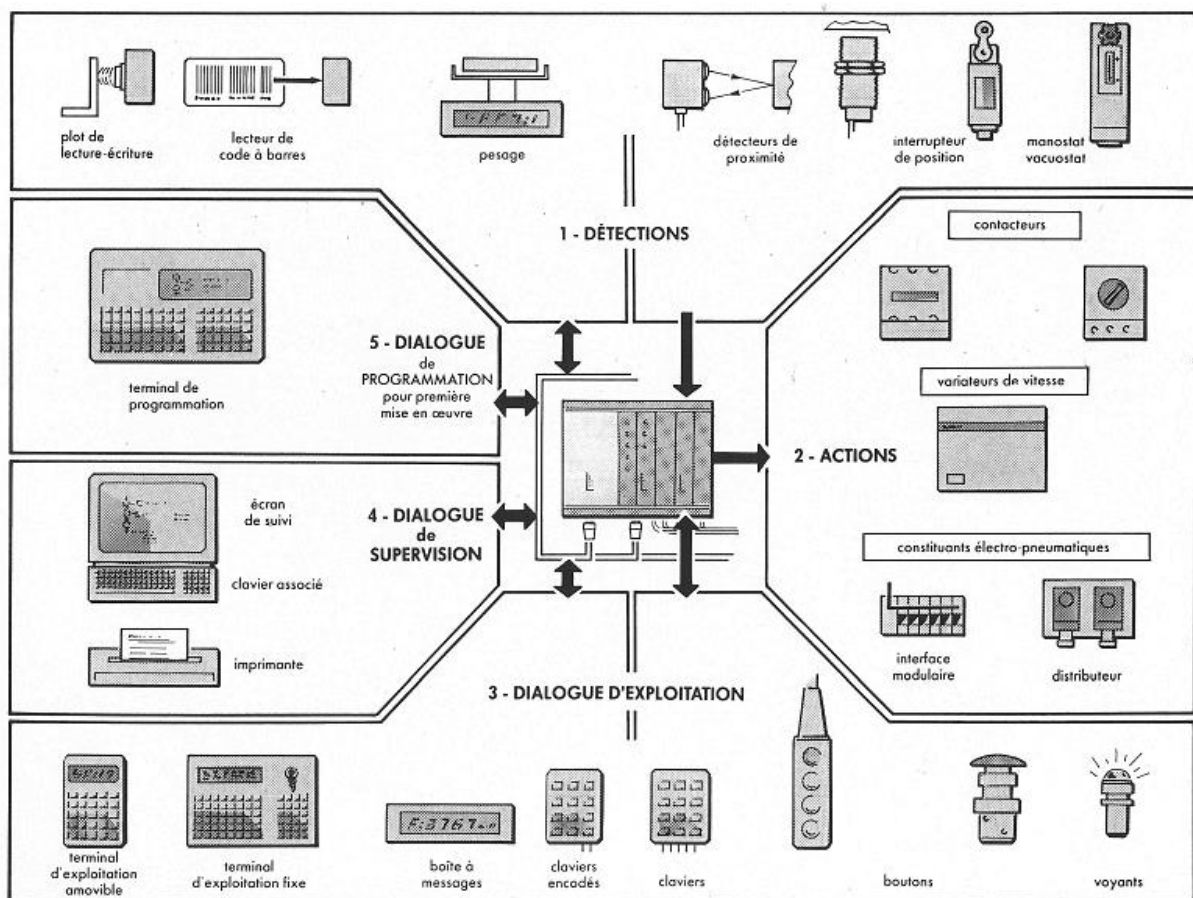 plot de
lecture-écriture
lecteur de
code à barres
pesage
détecteurs de
proximité
interrupteur
de position
manostat
vacuostat
1 - DÉTECTIONS
contacteurs
5 - DIALOGUE
de
PROGRAMMATION
pour première
mise en œuvre
terminal de
programmation
variateurs de vitesse
2 - ACTIONS
écran
de suivi
4 - DIALOGUE
de
SUPERVISION
clavier associé
imprimante
constituants électro-pneumatiques
interface
modulaire
distributeur
3 - DIALOGUE D'EXPLOITATION
F:3767
terminal
d'exploitation
amovible
terminal
d'exploitation fixe
boîte à
messages
claviers
encadés
claviers
boutons
voyants